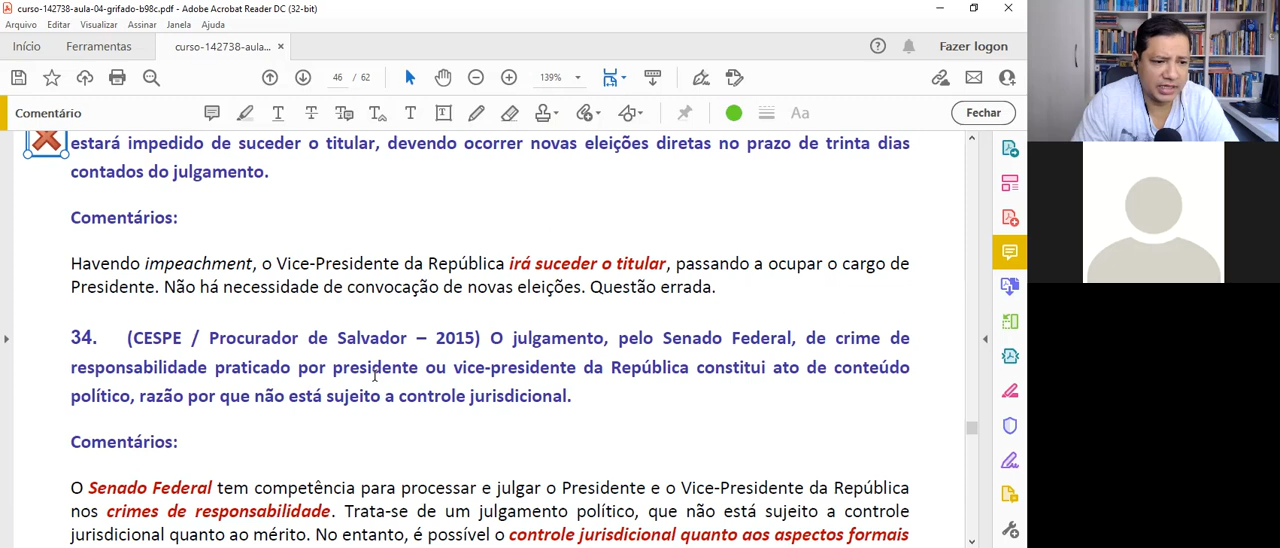 curso-142738-aula-04-grifado-b98c.pdf - Adobe Acrobat Reader DC (32-bit)
Arquivo Editar Visualizar Assinar Janela Ajuda
Início Ferramentas curso-142738-aula... × Fazer logon
46 / 62 139%
Comentário Aa Fechar
estará impedido de suceder o titular, devendo ocorrer novas eleições diretas no prazo de trinta dias
contados do julgamento.
Comentários:
Havendo impeachment, o Vice-Presidente da República irá suceder o titular, passando a ocupar o cargo de
Presidente. Não há necessidade de convocação de novas eleições. Questão errada.
34. (CESPE / Procurador de Salvador – 2015) O julgamento, pelo Senado Federal, de crime de
responsabilidade praticado por presidente ou vice-presidente da República constitui ato de conteúdo
político, razão por que não está sujeito a controle jurisdicional.
Comentários:
O Senado Federal tem competência para processar e julgar o Presidente e o Vice-Presidente da República
nos crimes de responsabilidade. Trata-se de um julgamento político, que não está sujeito a controle
jurisdicional quanto ao mérito. No entanto, é possível o controle jurisdicional quanto aos aspectos formais